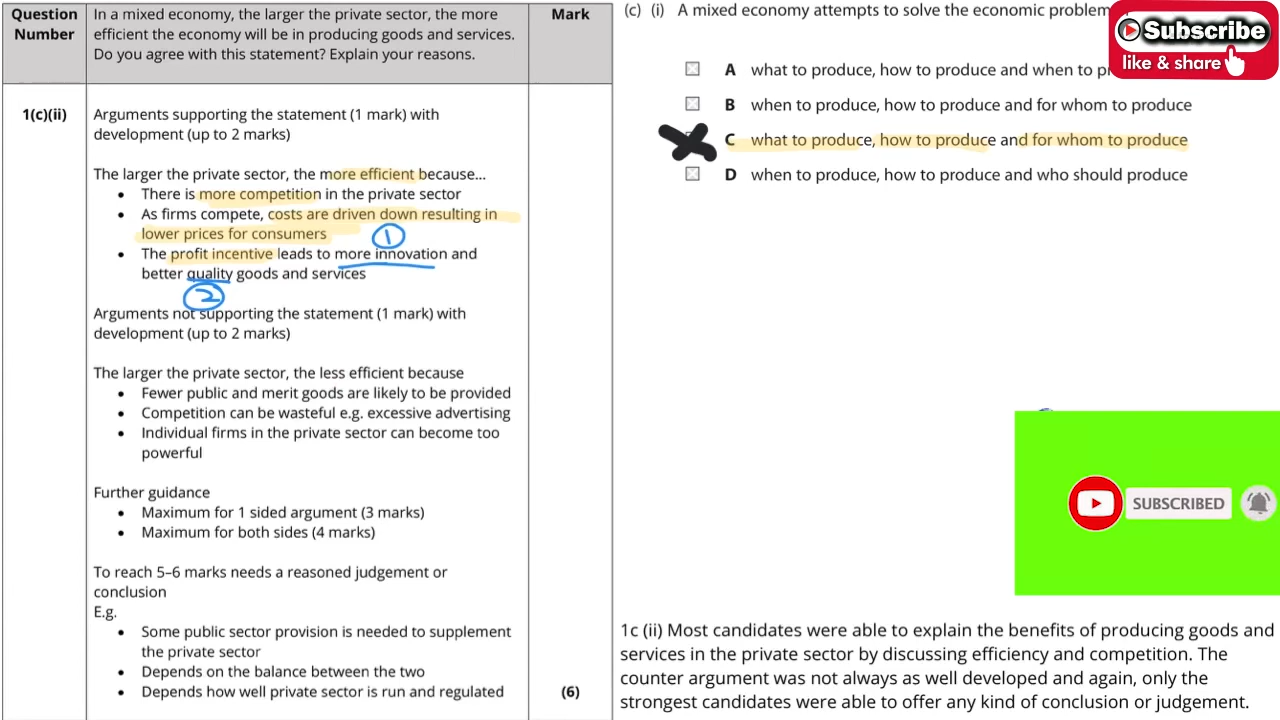 Question
Number
In a mixed economy, the larger the private sector, the more
efficient the economy will be in producing goods and services.
Do you agree with this statement? Explain your reasons.
Mark
1(c)(ii)
Arguments supporting the statement (1 mark) with
development (up to 2 marks)
The larger the private sector, the more efficient because...
• There is more competition in the private sector
• As firms compete, costs are driven down resulting in
lower prices for consumers
1
• The profit incentive leads to more innovation and
better quality goods and services
2
Arguments not supporting the statement (1 mark) with
development (up to 2 marks)
The larger the private sector, the less efficient because
• Fewer public and merit goods are likely to be provided
• Competition can be wasteful e.g. excessive advertising
• Individual firms in the private sector can become too
powerful
Further guidance
• Maximum for 1 sided argument (3 marks)
• Maximum for both sides (4 marks)
To reach 5–6 marks needs a reasoned judgement or
conclusion
E.g.
• Some public sector provision is needed to supplement
the private sector
• Depends on the balance between the two
• Depends how well private sector is run and regulated
(6)
(c) (i) A mixed economy attempts to solve the economic problem
Subscribe
like & share
A what to produce, how to produce and when to
B when to produce, how to produce and for whom to produce
C what to produce, how to produce and for whom to produce
D when to produce, how to produce and who should produce
SUBSCRIBED
1c (ii) Most candidates were able to explain the benefits of producing goods and
services in the private sector by discussing efficiency and competition. The
counter argument was not always as well developed and again, only the
strongest candidates were able to offer any kind of conclusion or judgement.